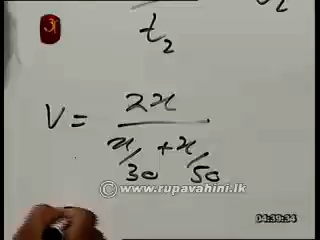 t₂
V = 2x / (x/30 + x/50)
© www.rupavahini.lk
04:39:34